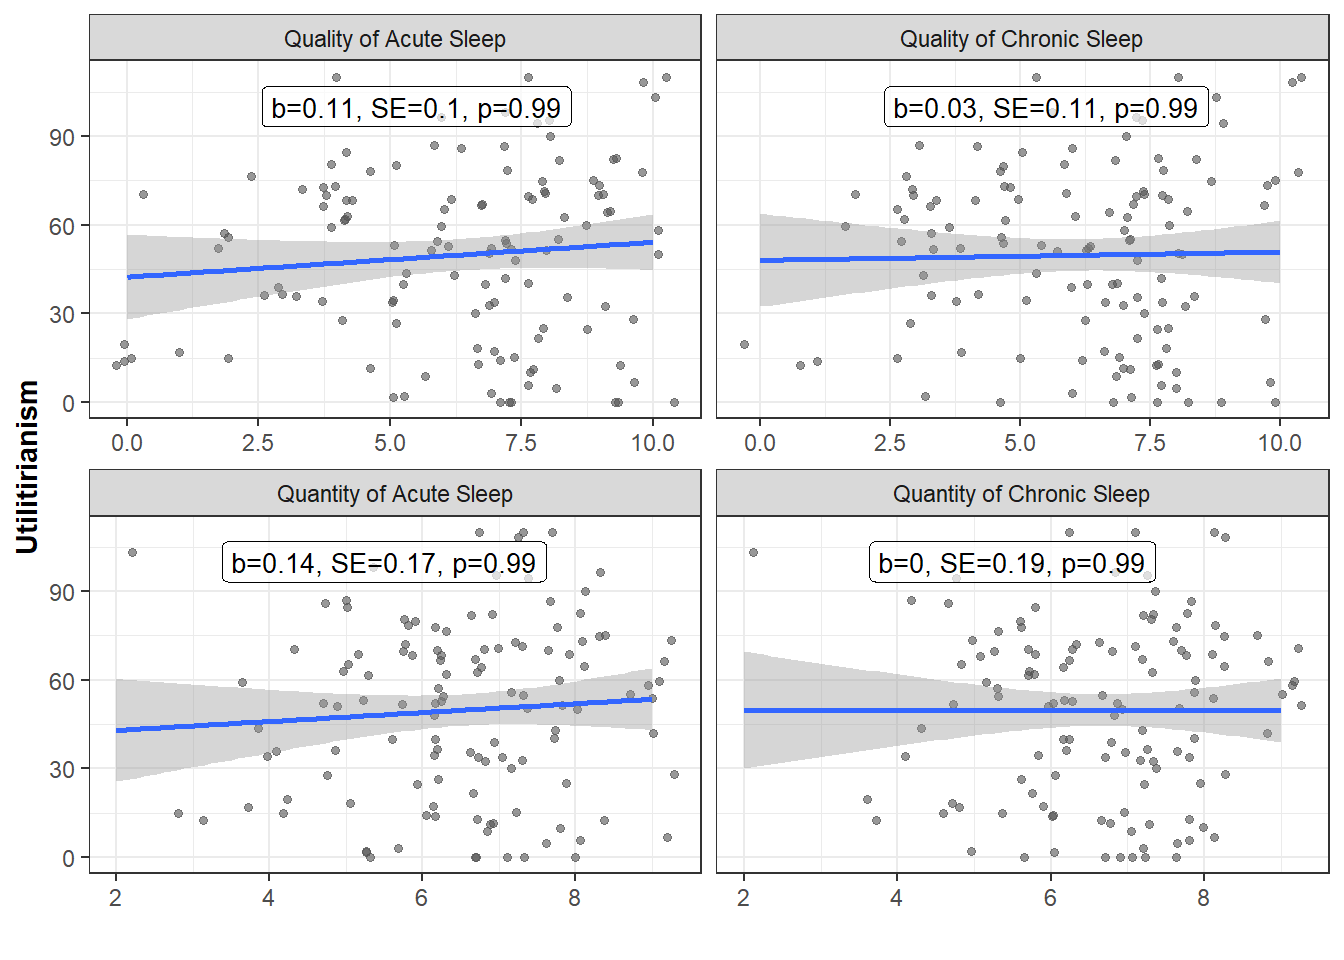 Quality of Acute Sleep
Quality of Chronic Sleep
b=0.11, SE=0.1, p=0.99
b=0.03, SE=0.11, p=0.99
90
60
30
0
0.0 2.5 5.0 7.5 10.0
0.0 2.5 5.0 7.5 10.0
Utilitirianism
Quantity of Acute Sleep
Quantity of Chronic Sleep
b=0.14, SE=0.17, p=0.99
b=0, SE=0.19, p=0.99
90
60
30
0
2 4 6 8
2 4 6 8